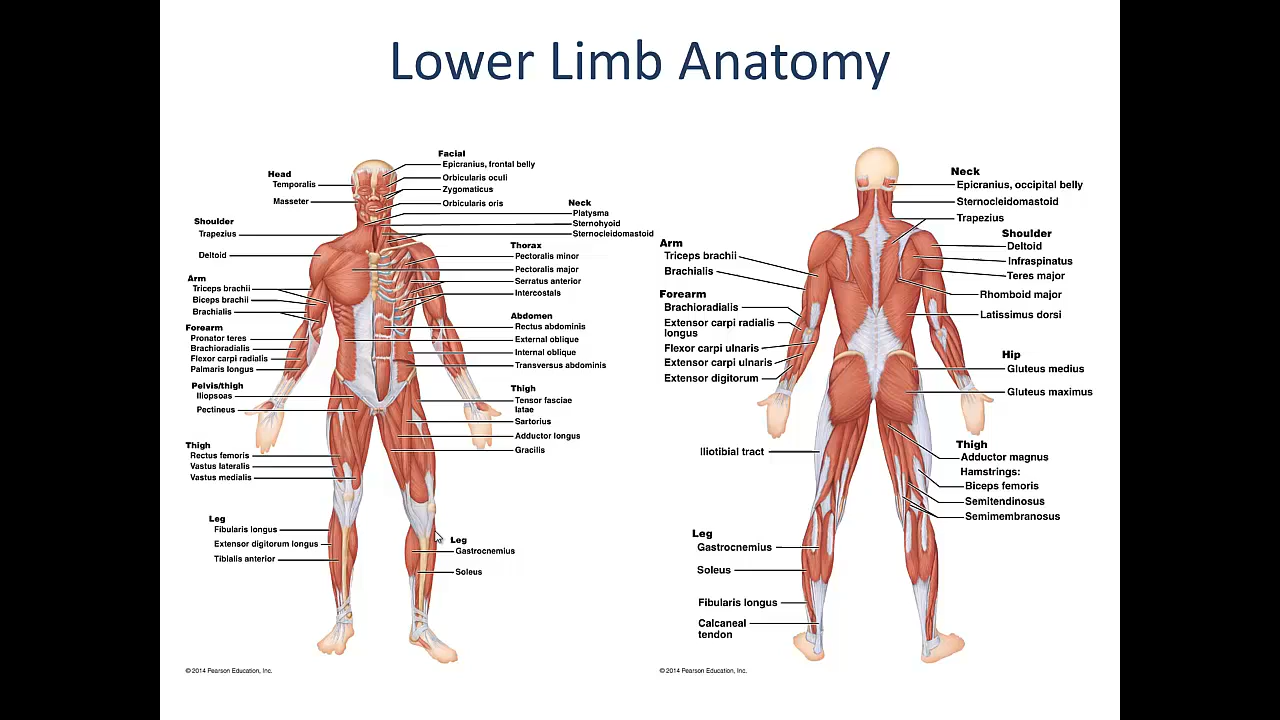 Lower Limb Anatomy
Facial
Epicranius, frontal belly
Orbicularis oculi
Zygomaticus
Orbicularis oris
Head
Temporalis
Masseter
Neck
Platysma
Sternohyoid
Sternocleidomastoid
Shoulder
Trapezius
Deltoid
Thorax
Pectoralis minor
Pectoralis major
Serratus anterior
Intercostals
Arm
Triceps brachii
Biceps brachii
Brachialis
Abdomen
Rectus abdominis
External oblique
Internal oblique
Transversus abdominis
Forearm
Pronator teres
Brachioradialis
Flexor carpi radialis
Palmaris longus
Pelvis/thigh
Iliopsoas
Pectineus
Thigh
Tensor fasciae
latae
Sartorius
Adductor longus
Gracilis
Thigh
Rectus femoris
Vastus lateralis
Vastus medialis
Leg
Fibularis longus
Extensor digitorum longus
Tibialis anterior
Leg
Gastrocnemius
Soleus
© 2014 Pearson Education, Inc.
Neck
Epicranius, occipital belly
Sternocleidomastoid
Trapezius
Shoulder
Deltoid
Infraspinatus
Teres major
Rhomboid major
Latissimus dorsi
Arm
Triceps brachii
Brachialis
Forearm
Brachioradialis
Extensor carpi radialis
longus
Flexor carpi ulnaris
Extensor carpi ulnaris
Extensor digitorum
Hip
Gluteus medius
Gluteus maximus
Iliotibial tract
Thigh
Adductor magnus
Hamstrings:
Biceps femoris
Semitendinosus
Semimembranosus
Leg
Gastrocnemius
Soleus
Fibularis longus
Calcaneal
tendon
© 2014 Pearson Education, Inc.